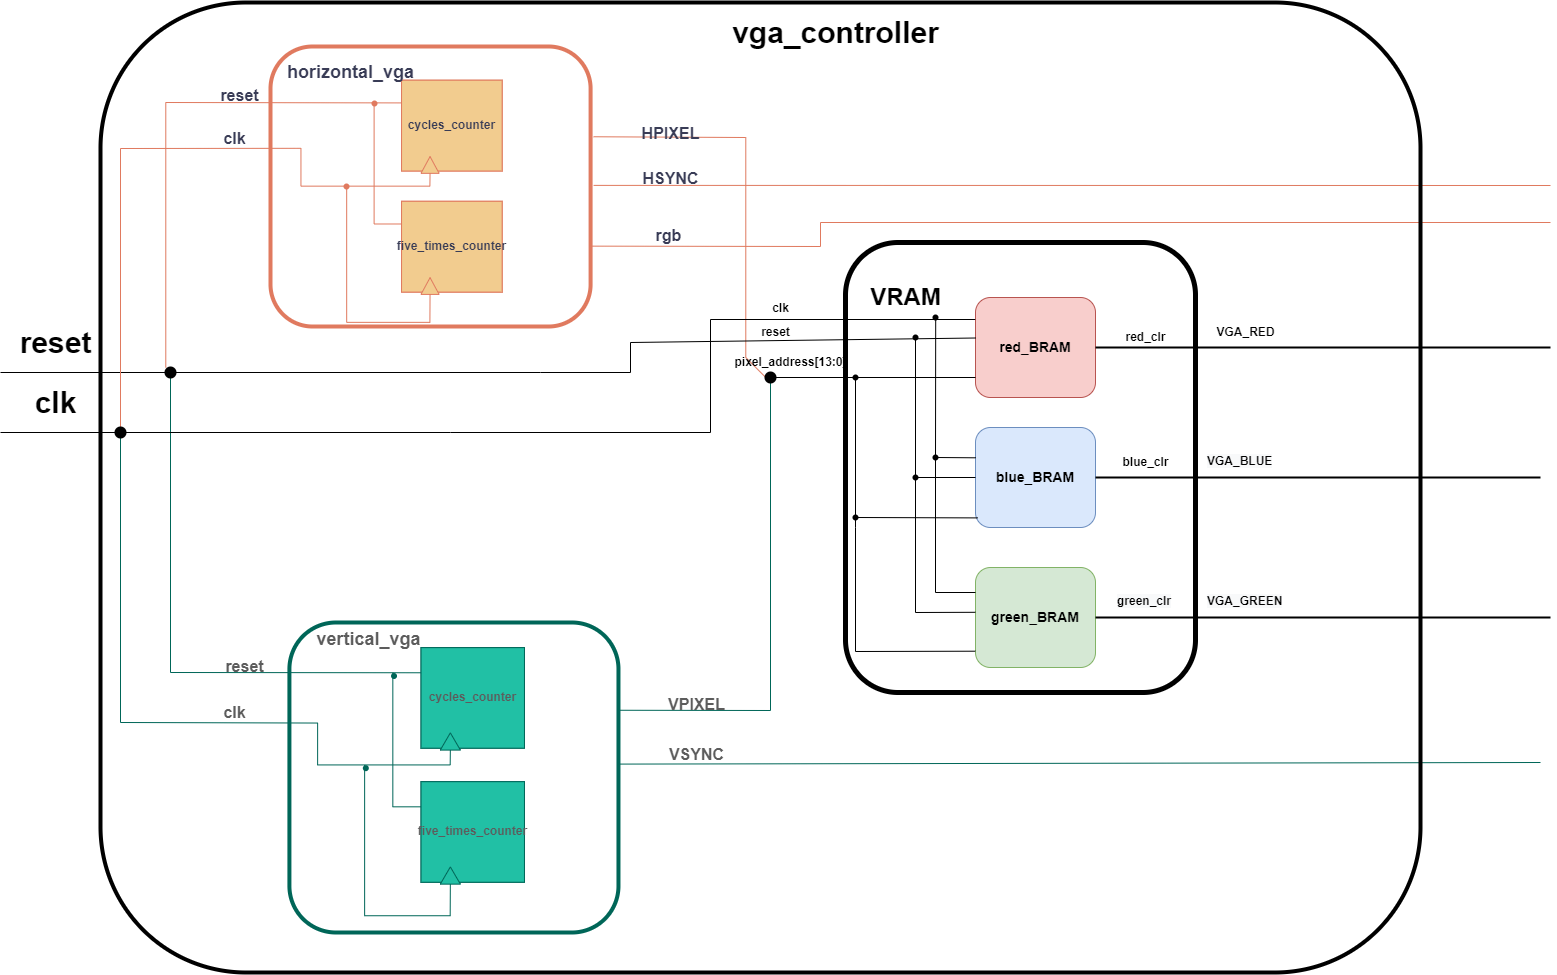 vga_controller
horizontal_vga
reset
cycles_counter
clk
HPIXEL
HSYNC
rgb
five_times_counter
VRAM
clk
reset
pixel_address[13:0
red_BRAM
red_clr
VGA_RED
reset
clk
blue_BRAM
blue_clr
VGA_BLUE
green_BRAM
green_clr
VGA_GREEN
vertical_vga
reset
cycles_counter
clk
VPIXEL
VSYNC
five_times_counter